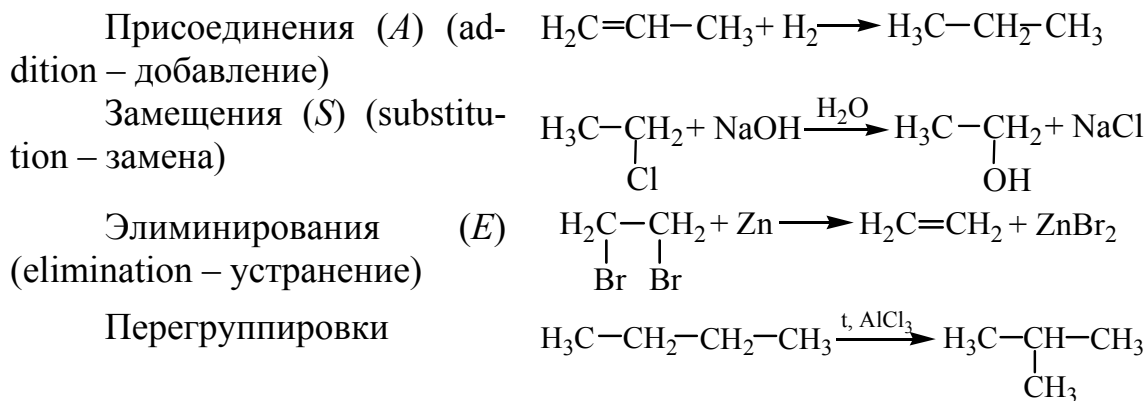 Присоединения (A) (ad- H₂C=CH−CH₃ + H₂ → H₃C−CH₂−CH₃
dition – добавление)
Замещения (S) (substitu- H₂O
tion – замена) H₃C−CH₂ + NaOH → H₃C−CH₂ + NaCl
Cl OH
Элиминирования (E) H₂C−CH₂ + Zn → H₂C=CH₂ + ZnBr₂
(elimination – устранение) Br Br
Перегруппировки t, AlCl₃
H₃C−CH₂−CH₂−CH₃ → H₃C−CH−CH₃
CH₃